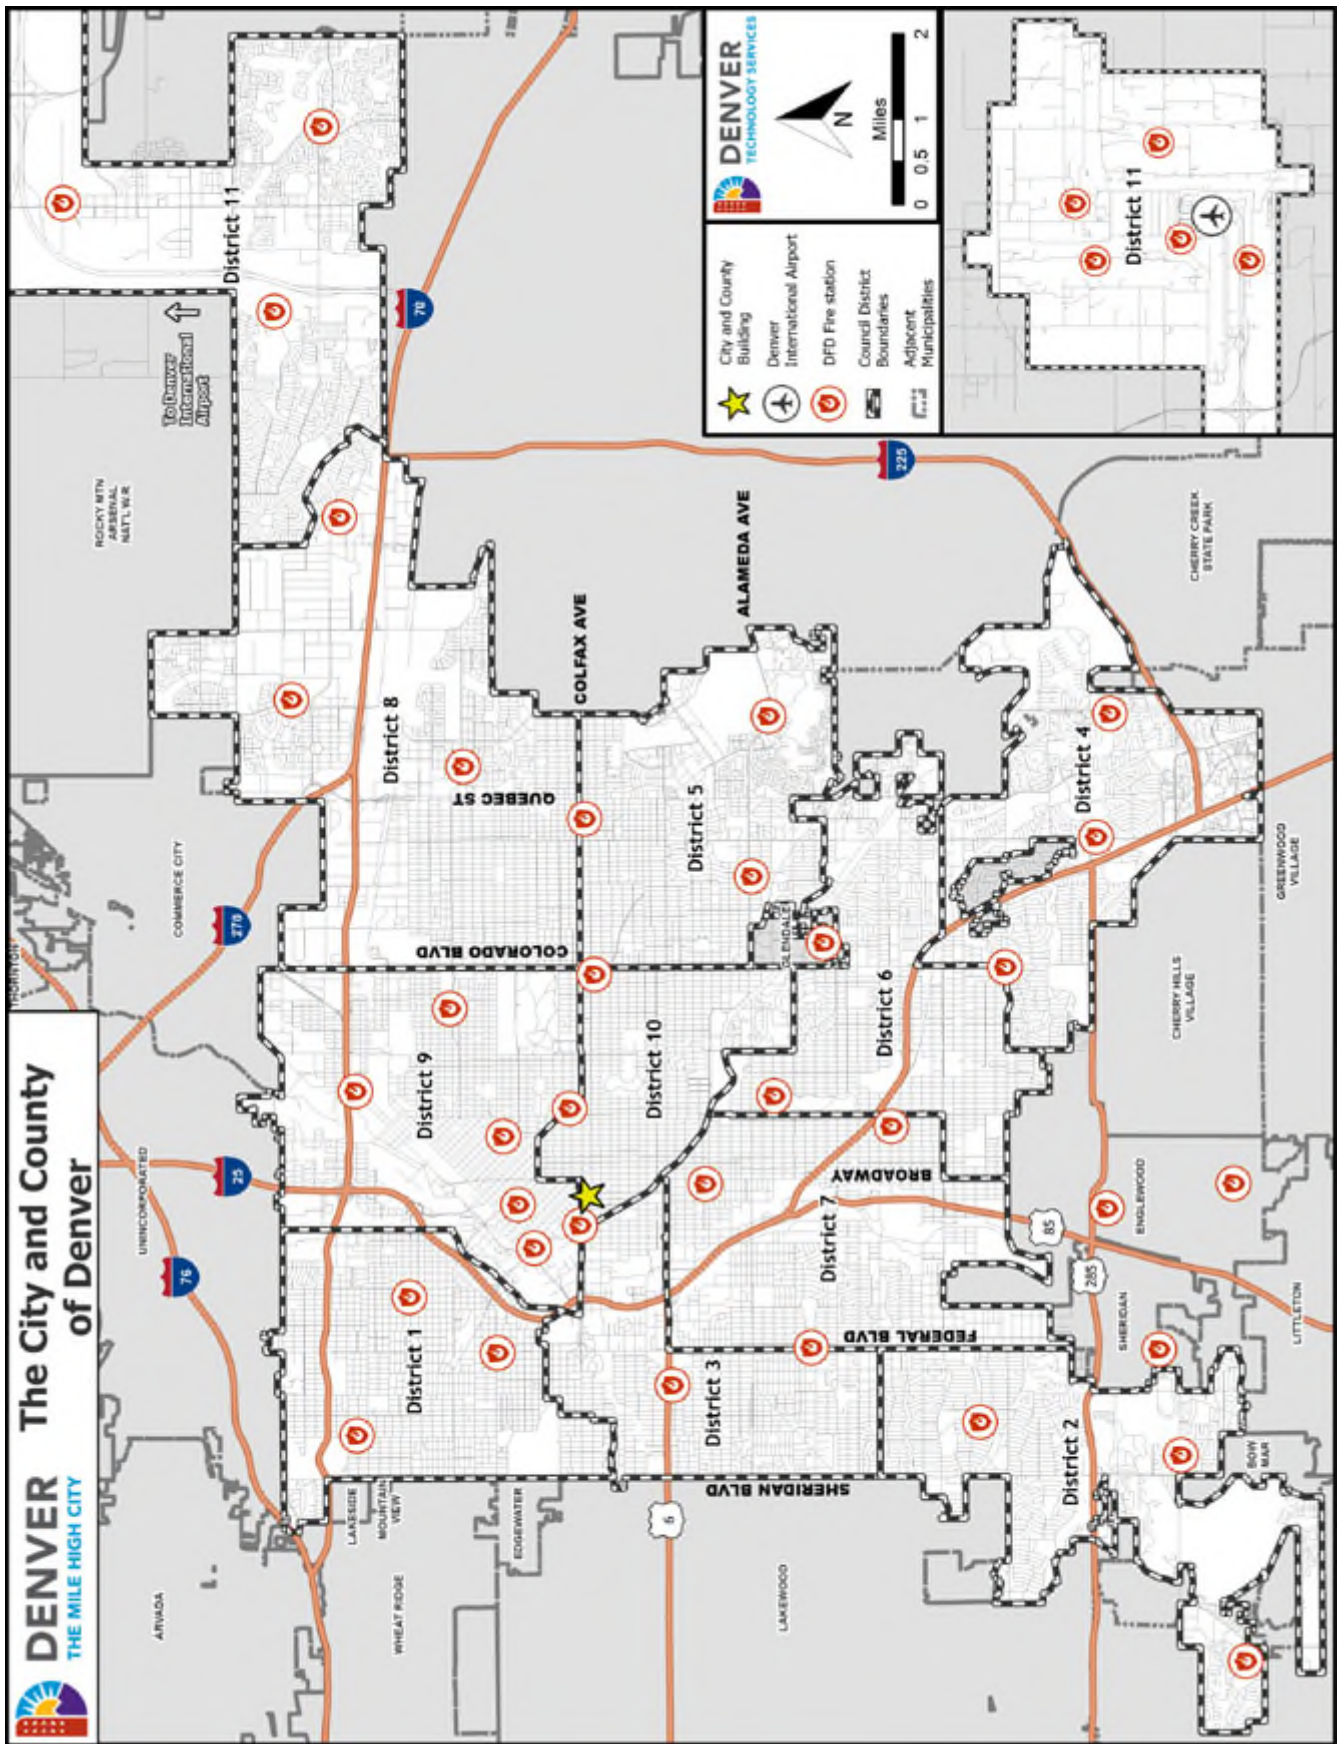 DENVER
THE MILE HIGH CITY
The City and County
of Denver
ARVADA
UNINCORPORATED
THORNTON
COMMERCE CITY
ROCKY MTN
ARSENAL
NAT'L W.R.
To Denver
International
Airport
76
25
270
70
District 11
LAKESIDE
MOUNTAIN
VIEW
WHEAT RIDGE
EDGEWATER
District 1
District 9
COLORADO BLVD
District 8
QUEBEC ST
COLFAX AVE
6
LAKEWOOD
SHERIDAN BLVD
District 3
FEDERAL BLVD
District 7
BROADWAY
District 10
District 6
GLENDALE
District 5
ALAMEDA AVE
225
District 2
85
285
SHERIDAN
ENGLEWOOD
CHERRY HILLS
VILLAGE
District 4
CHERRY CREEK
STATE PARK
BOW
MAR
LITTLETON
GREENWOOD
VILLAGE
DENVER
TECHNOLOGY SERVICES
N
Miles
0
0.5
1
2
City and County
Building
Denver
International Airport
DFD Fire station
Council District
Boundaries
Adjacent
Municipalities
District 11